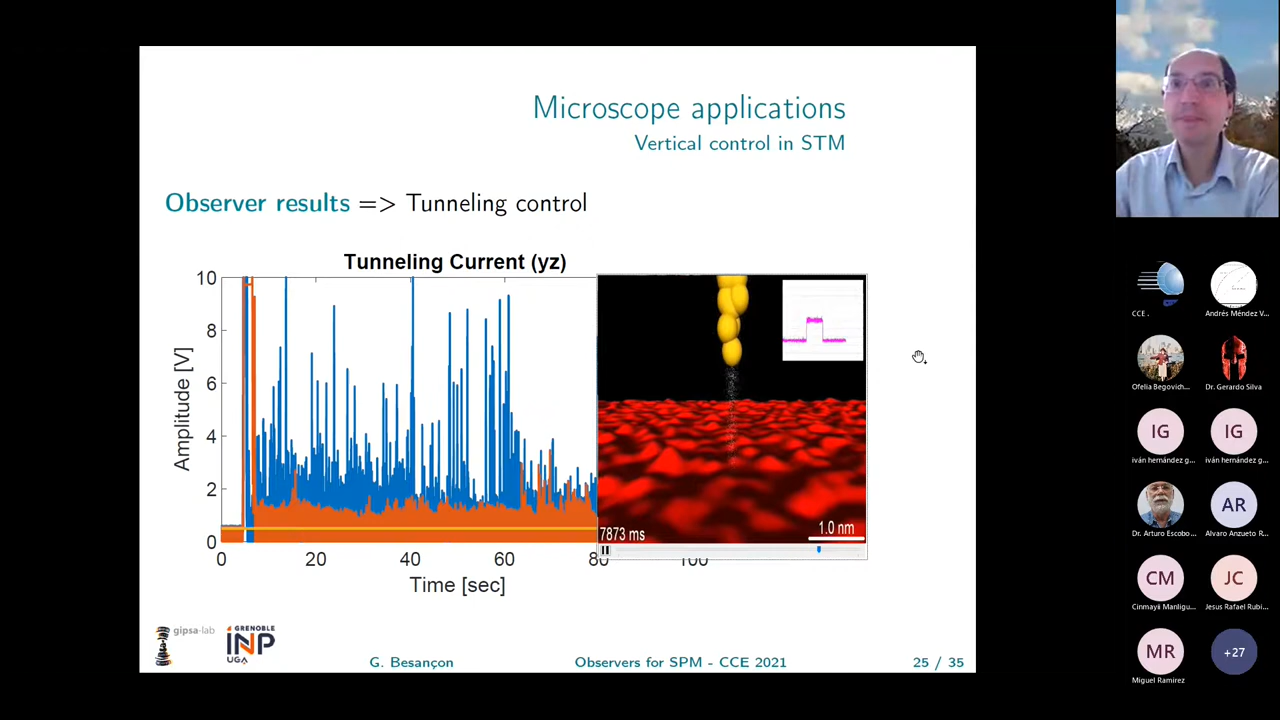 Microscope applications
Vertical control in STM
Observer results => Tunneling control
Tunneling Current (yz)
Amplitude [V]
10
8
6
4
2
0
0 20 40 60 80 100
Time [sec]
7873 ms
1.0 nm
gipsa-lab
GRENOBLE
INP
UGA
G. Besançon
Observers for SPM - CCE 2021
25 / 35
CCE .
Andrés Méndez V...
Ofelia Begovich...
Dr. Gerardo Silva
IG
IG
iván hernández g...
iván hernández g...
AR
Dr. Arturo Escobo...
Alvaro Anzueto R...
CM
JC
Cinmayii Manligu...
Jesus Rafael Rubi...
MR
+27
Miguel Ramirez